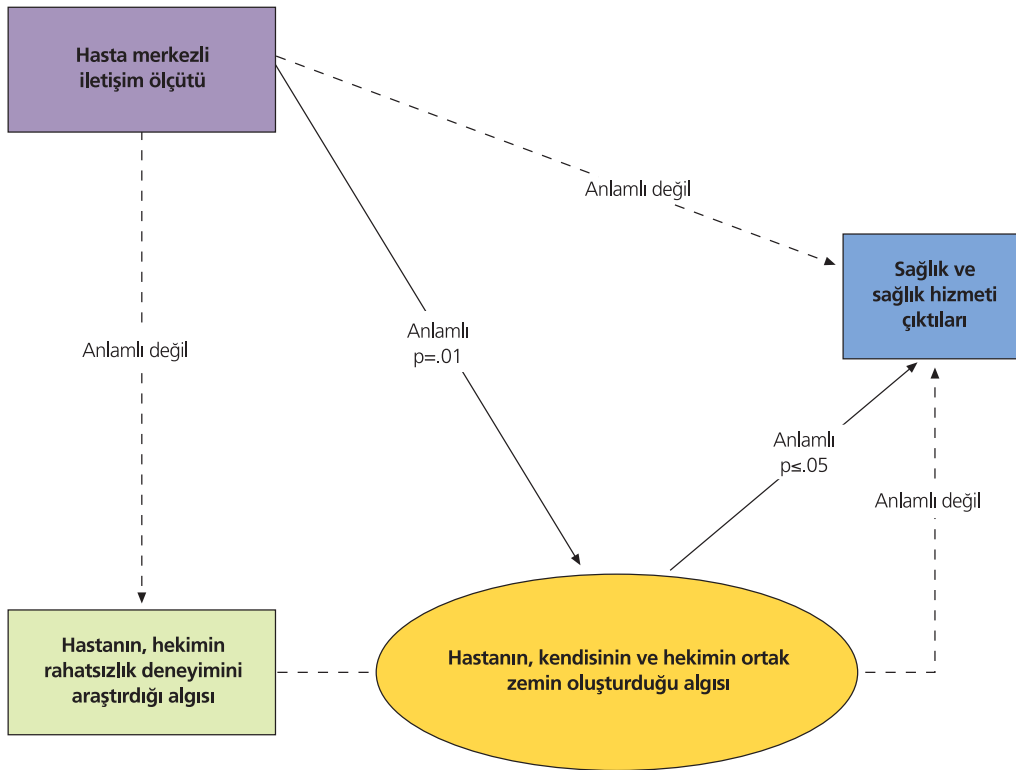 Hasta merkezli
iletişim ölçütü
Anlamlı değil
Sağlık ve
sağlık hizmeti
çıktıları
Anlamlı
p=.01
Anlamlı değil
Anlamlı
p≤.05
Anlamlı değil
Hastanın, hekimin
rahatsızlık deneyimini
araştırdığı algısı
Hastanın, kendisinin ve hekimin ortak
zemin oluşturduğu algısı